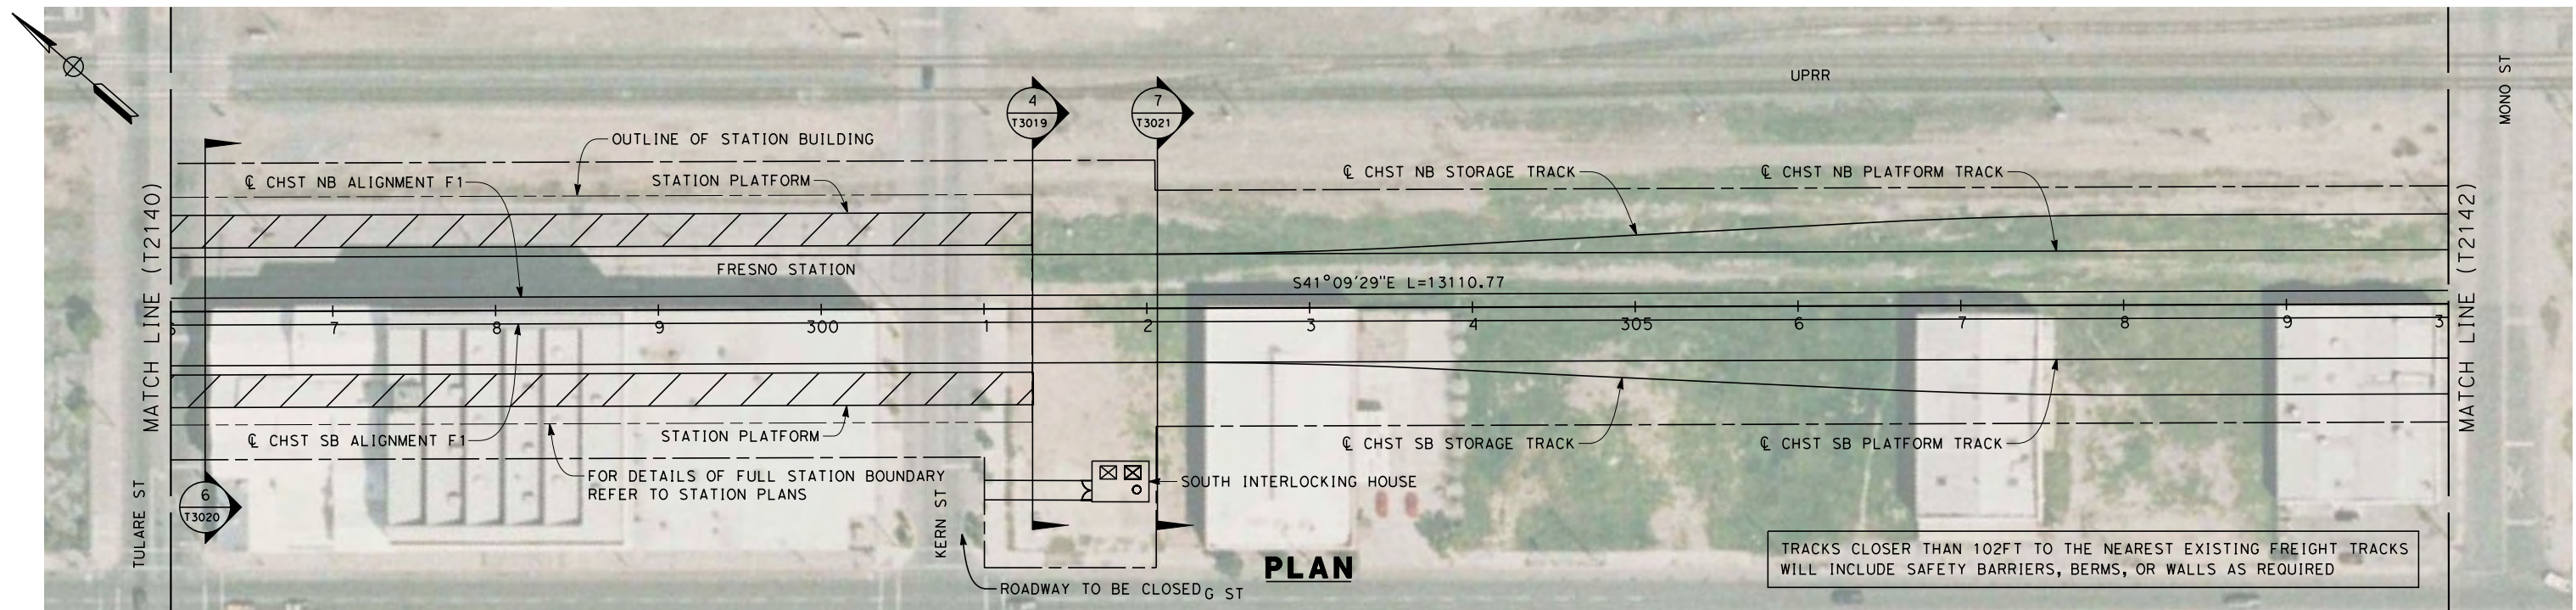 UPRR
MONO ST
4
T3019
7
T3021
OUTLINE OF STATION BUILDING
℄ CHST NB ALIGNMENT F1
STATION PLATFORM
℄ CHST NB STORAGE TRACK
℄ CHST NB PLATFORM TRACK
MATCH LINE (T2140)
MATCH LINE (T2142)
FRESNO STATION
S41°09'29"E L=13110.77
7
8
9
300
1
2
3
4
305
6
7
8
9
3
℄ CHST SB ALIGNMENT F1
STATION PLATFORM
℄ CHST SB STORAGE TRACK
℄ CHST SB PLATFORM TRACK
FOR DETAILS OF FULL STATION BOUNDARY
REFER TO STATION PLANS
SOUTH INTERLOCKING HOUSE
6
T3020
TULARE ST
KERN ST
ROADWAY TO BE CLOSED
G ST
PLAN
TRACKS CLOSER THAN 102FT TO THE NEAREST EXISTING FREIGHT TRACKS
WILL INCLUDE SAFETY BARRIERS, BERMS, OR WALLS AS REQUIRED